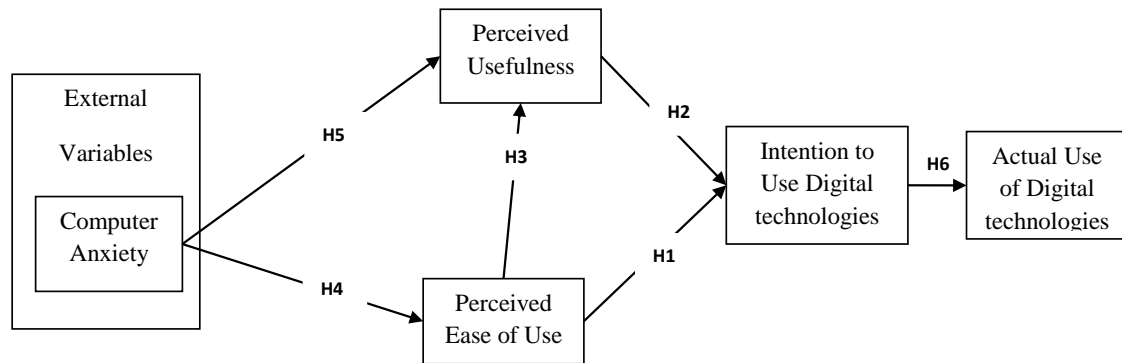 Perceived
Usefulness
External
Variables
H5
H3
H2
Computer
Anxiety
Intention to
Use Digital
technologies
H6
Actual Use
of Digital
technologies
H4
Perceived
Ease of Use
H1